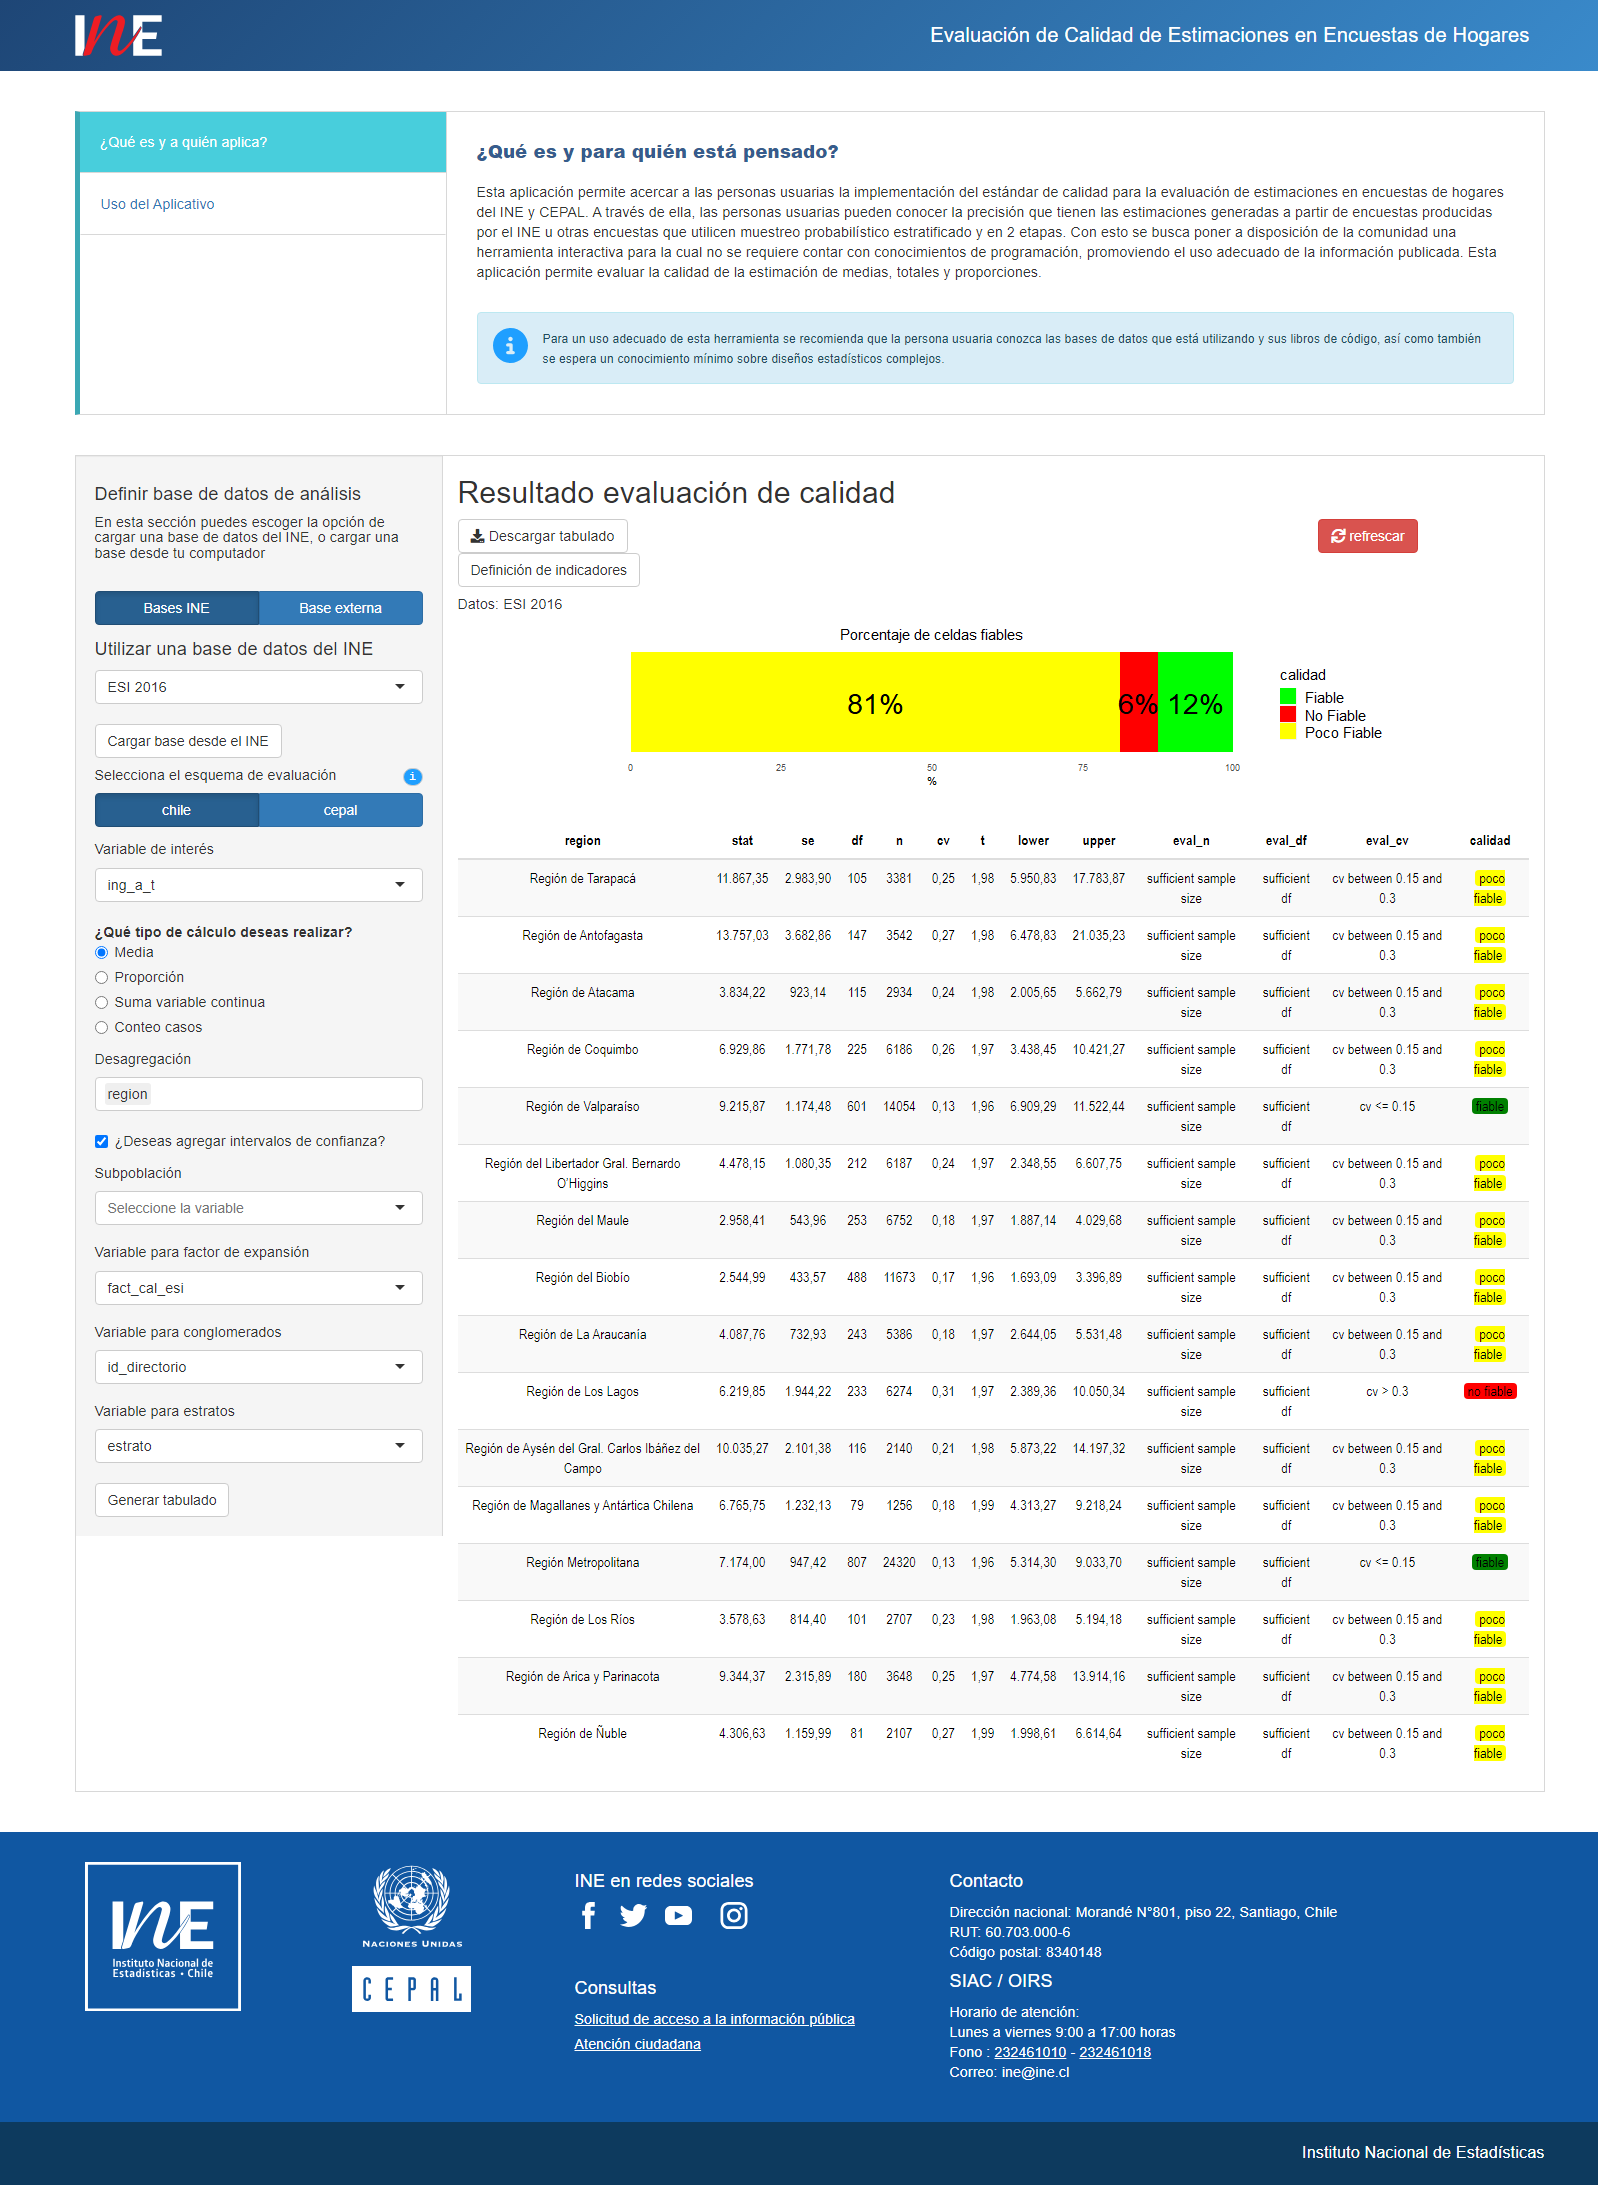 INE
Evaluación de Calidad de Estimaciones en Encuestas de Hogares
¿Qué es y a quién aplica?
Uso del Aplicativo
¿Qué es y para quién está pensado?
Esta aplicación permite acercar a las personas usuarias la implementación del estándar de calidad para la evaluación de estimaciones en encuestas de hogares
del INE y CEPAL. A través de ella, las personas usuarias pueden conocer la precisión que tienen las estimaciones generadas a partir de encuestas producidas
por el INE u otras encuestas que utilicen muestreo probabilístico estratificado y en 2 etapas. Con esto se busca poner a disposición de la comunidad una
herramienta interactiva para la cual no se requiere contar con conocimientos de programación, promoviendo el uso adecuado de la información publicada. Esta
aplicación permite evaluar la calidad de la estimación de medias, totales y proporciones.
Para un uso adecuado de esta herramienta se recomienda que la persona usuaria conozca las bases de datos que está utilizando y sus libros de código, así como también
se espera un conocimiento mínimo sobre diseños estadísticos complejos.
Definir base de datos de análisis
En esta sección puedes escoger la opción de
cargar una base de datos del INE, o cargar una
base desde tu computador
Bases INE Base externa
Utilizar una base de datos del INE
ESI 2016
Cargar base desde el INE
Selecciona el esquema de evaluación
chile cepal
Variable de interés
ing_a_t
¿Qué tipo de cálculo deseas realizar?
Media
Proporción
Suma variable continua
Conteo casos
Desagregación
region
¿Deseas agregar intervalos de confianza?
Subpoblación
Seleccione la variable
Variable para factor de expansión
fact_cal_esi
Variable para conglomerados
id_directorio
Variable para estratos
estrato
Generar tabulado
Resultado evaluación de calidad
Descargar tabulado refrescar
Definición de indicadores
Datos: ESI 2016
Porcentaje de celdas fiables
81% 6% 12%
0 25 50 75 100
%
calidad
Fiable
No Fiable
Poco Fiable
region stat se df n cv t lower upper eval_n eval_df eval_cv calidad
Región de Tarapacá 11.867,35 2.983,90 105 3381 0,25 1,98 5.950,83 17.783,87 sufficient sample sufficient cv between 0.15 and poco
size df 0.3 fiable
Región de Antofagasta 13.757,03 3.682,86 147 3542 0,27 1,98 6.478,83 21.035,23 sufficient sample sufficient cv between 0.15 and poco
size df 0.3 fiable
Región de Atacama 3.834,22 923,14 115 2934 0,24 1,98 2.005,65 5.662,79 sufficient sample sufficient cv between 0.15 and poco
size df 0.3 fiable
Región de Coquimbo 6.929,86 1.771,78 225 6186 0,26 1,97 3.438,45 10.421,27 sufficient sample sufficient cv between 0.15 and poco
size df 0.3 fiable
Región de Valparaíso 9.215,87 1.174,48 601 14054 0,13 1,96 6.909,29 11.522,44 sufficient sample sufficient cv <= 0.15 fiable
size df
Región del Libertador Gral. Bernardo 4.478,15 1.080,35 212 6187 0,24 1,97 2.348,55 6.607,75 sufficient sample sufficient cv between 0.15 and poco
O'Higgins size df 0.3 fiable
Región del Maule 2.958,41 543,96 253 6752 0,18 1,97 1.887,14 4.029,68 sufficient sample sufficient cv between 0.15 and poco
size df 0.3 fiable
Región del Biobío 2.544,99 433,57 488 11673 0,17 1,96 1.693,09 3.396,89 sufficient sample sufficient cv between 0.15 and poco
size df 0.3 fiable
Región de La Araucanía 4.087,76 732,93 243 5386 0,18 1,97 2.644,05 5.531,48 sufficient sample sufficient cv between 0.15 and poco
size df 0.3 fiable
Región de Los Lagos 6.219,85 1.944,22 233 6274 0,31 1,97 2.389,36 10.050,34 sufficient sample sufficient cv > 0.3 no fiable
size df
Región de Aysén del Gral. Carlos Ibáñez del 10.035,27 2.101,38 116 2140 0,21 1,98 5.873,22 14.197,32 sufficient sample sufficient cv between 0.15 and poco
Campo size df 0.3 fiable
Región de Magallanes y Antártica Chilena 6.765,75 1.232,13 79 1256 0,18 1,99 4.313,27 9.218,24 sufficient sample sufficient cv between 0.15 and poco
size df 0.3 fiable
Región Metropolitana 7.174,00 947,42 807 24320 0,13 1,96 5.314,30 9.033,70 sufficient sample sufficient cv <= 0.15 fiable
size df
Región de Los Ríos 3.578,63 814,40 101 2707 0,23 1,98 1.963,08 5.194,18 sufficient sample sufficient cv between 0.15 and poco
size df 0.3 fiable
Región de Arica y Parinacota 9.344,37 2.315,89 180 3648 0,25 1,97 4.774,58 13.914,16 sufficient sample sufficient cv between 0.15 and poco
size df 0.3 fiable
Región de Ñuble 4.306,63 1.159,99 81 2107 0,27 1,99 1.998,61 6.614,64 sufficient sample sufficient cv between 0.15 and poco
size df 0.3 fiable
INE
Instituto Nacional de
Estadísticas • Chile
NACIONES UNIDAS
CEPAL
INE en redes sociales
Consultas
Solicitud de acceso a la información pública
Atención ciudadana
Contacto
Dirección nacional: Morandé N°801, piso 22, Santiago, Chile
RUT: 60.703.000-6
Código postal: 8340148
SIAC / OIRS
Horario de atención:
Lunes a viernes 9:00 a 17:00 horas
Fono : 232461010 - 232461018
Correo: ine@ine.cl
Instituto Nacional de Estadísticas